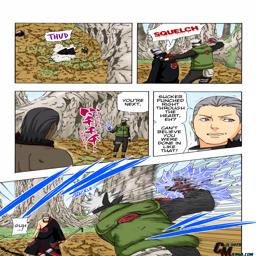 THUD
SQUELCH
YOU'RE
NEXT.
SUCKER
PUNCHED
RIGHT
THROUGH
THE
HEART,
EH?
CAN'T
BELIEVE
YOU
WERE
DONE IN
LIKE
THAT!
OUF!